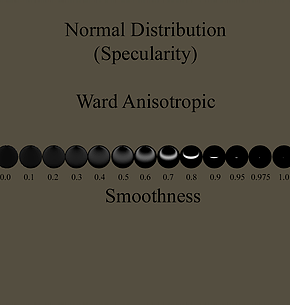 Normal Distribution
(Specularity)
Ward Anisotropic
0.0 0.1 0.2 0.3 0.4 0.5 0.6 0.7 0.8 0.9 0.95 0.975 1.0
Smoothness